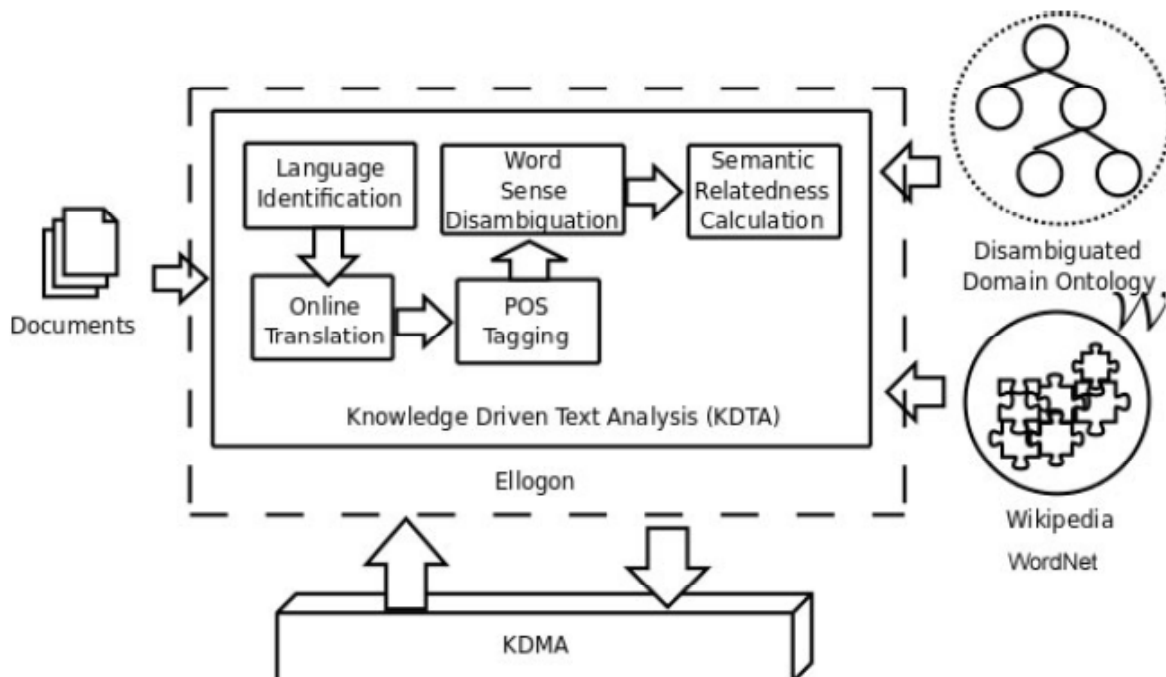 Language
Identification
Word
Sense
Disambiguation
Semantic
Relatedness
Calculation
Documents
Online
Translation
POS
Tagging
Disambiguated
Domain Ontology
W
Knowledge Driven Text Analysis (KDTA)
Ellogon
Wikipedia
WordNet
KDMA